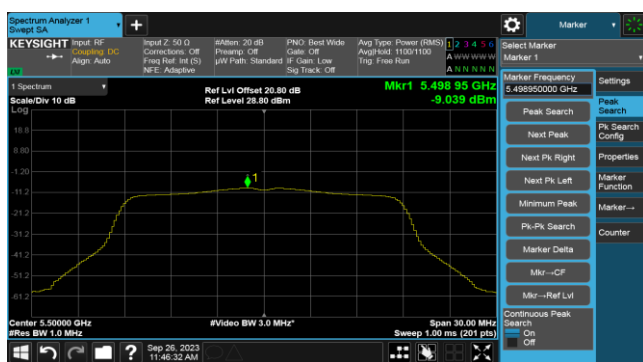 Spectrum Analyzer 1
Swept SA
Marker
KEYSIGHT
Input: RF
Coupling: DC
Align: Auto
Input Z: 50 Ω
Corrections: Off
Freq Ref: Int (S)
NFE: Adaptive
#Atten: 20 dB
Preamp: Off
µW Path: Standard
PNO: Best Wide
Gate: Off
IF Gain: Low
Sig Track: Off
Avg Type: Power (RMS)
Avg|Hold: 1100/1100
Trig: Free Run
1 2 3 4 5 6
A W W W W W
A N N N N N
LXI
1 Spectrum
Scale/Div 10 dB
Log
Ref Lvl Offset 20.80 dB
Ref Level 28.80 dBm
Mkr1 5.498 95 GHz
-9.039 dBm
18.8
8.80
-1.20
-11.2
-21.2
-31.2
-41.2
-51.2
-61.2
1
Center 5.50000 GHz
#Res BW 1.0 MHz
#Video BW 3.0 MHz*
Span 30.00 MHz
Sweep 1.00 ms (201 pts)
Select Marker
Marker 1
Marker Frequency
5.498950000 GHz
Peak Search
Next Peak
Next Pk Right
Next Pk Left
Minimum Peak
Pk-Pk Search
Marker Delta
Mkr→CF
Mkr→Ref Lvl
Continuous Peak
Search
On
Off
Settings
Peak
Search
Pk Search
Config
Properties
Marker
Function
Marker→
Counter
?
Sep 26, 2023
11:46:32 AM